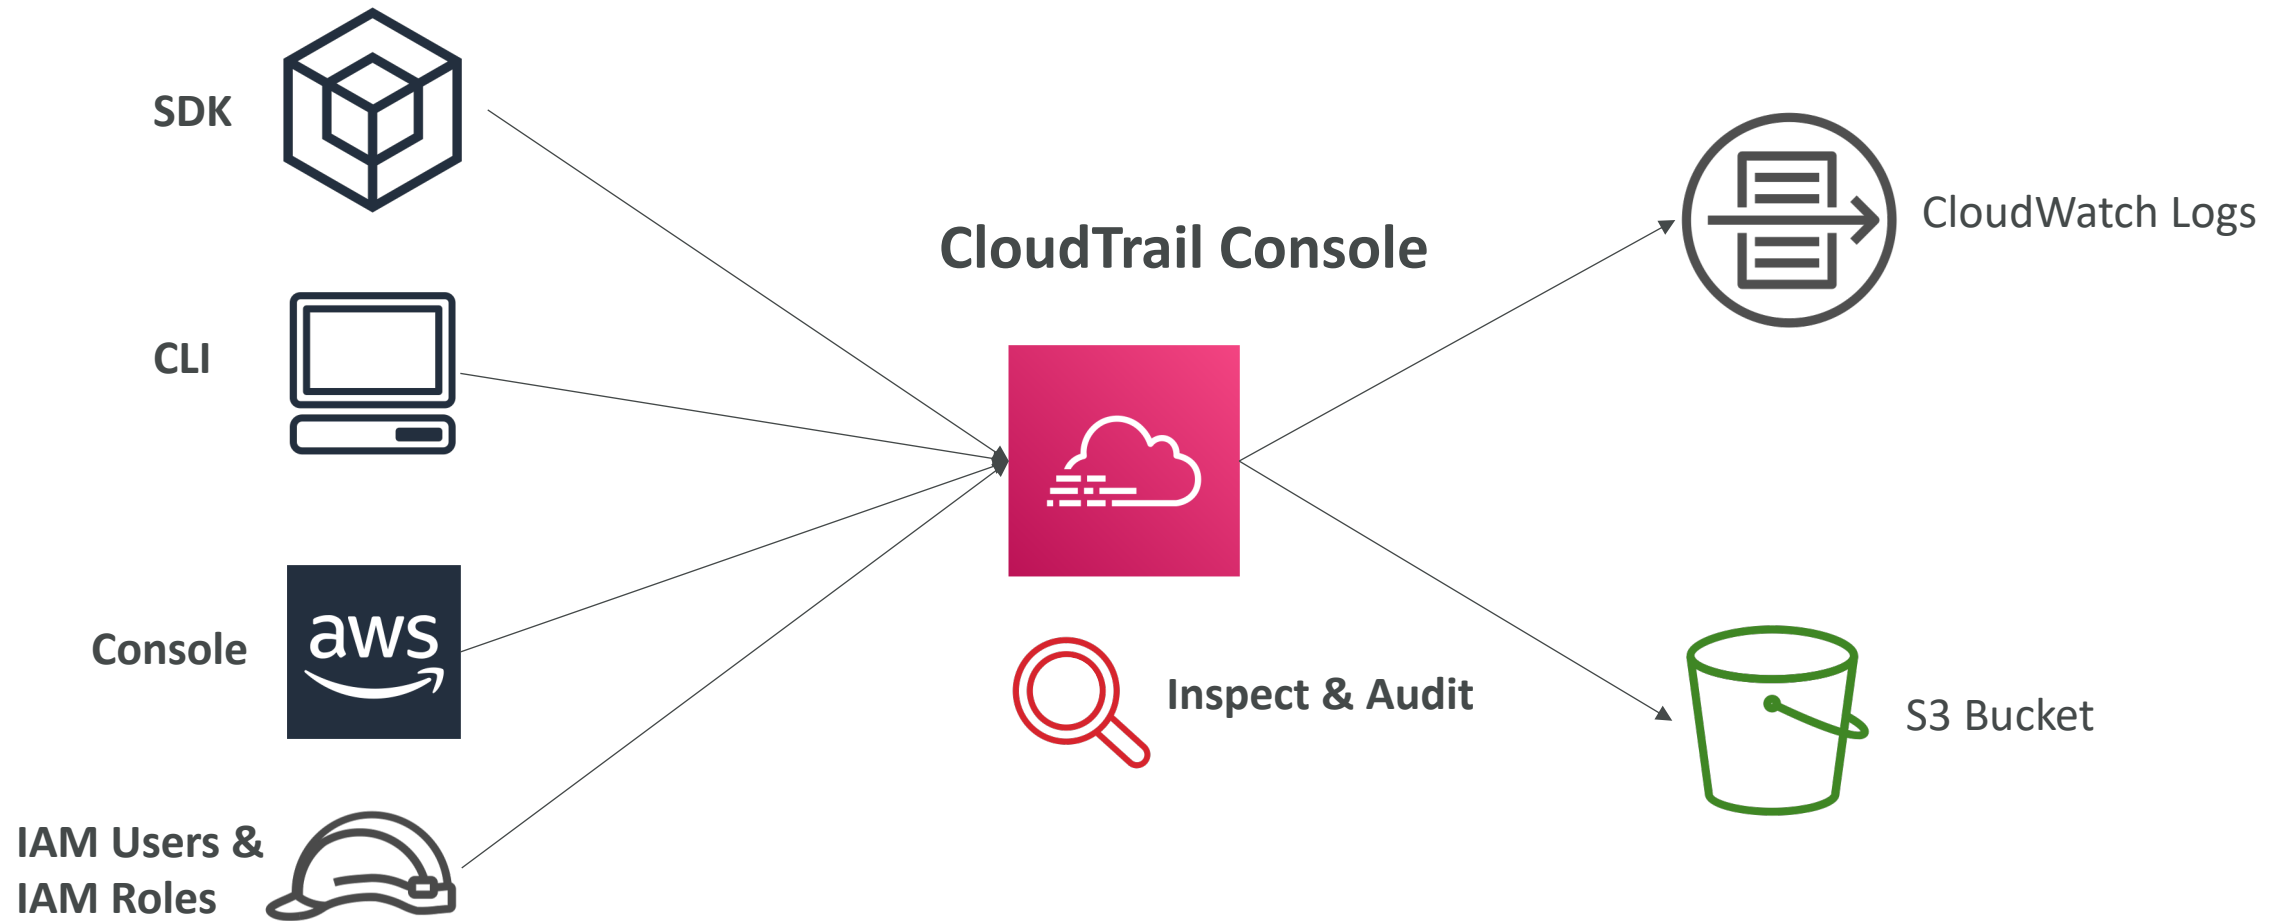 SDK
CLI
Console
aws
IAM Users &
IAM Roles
CloudTrail Console
Inspect & Audit
CloudWatch Logs
S3 Bucket